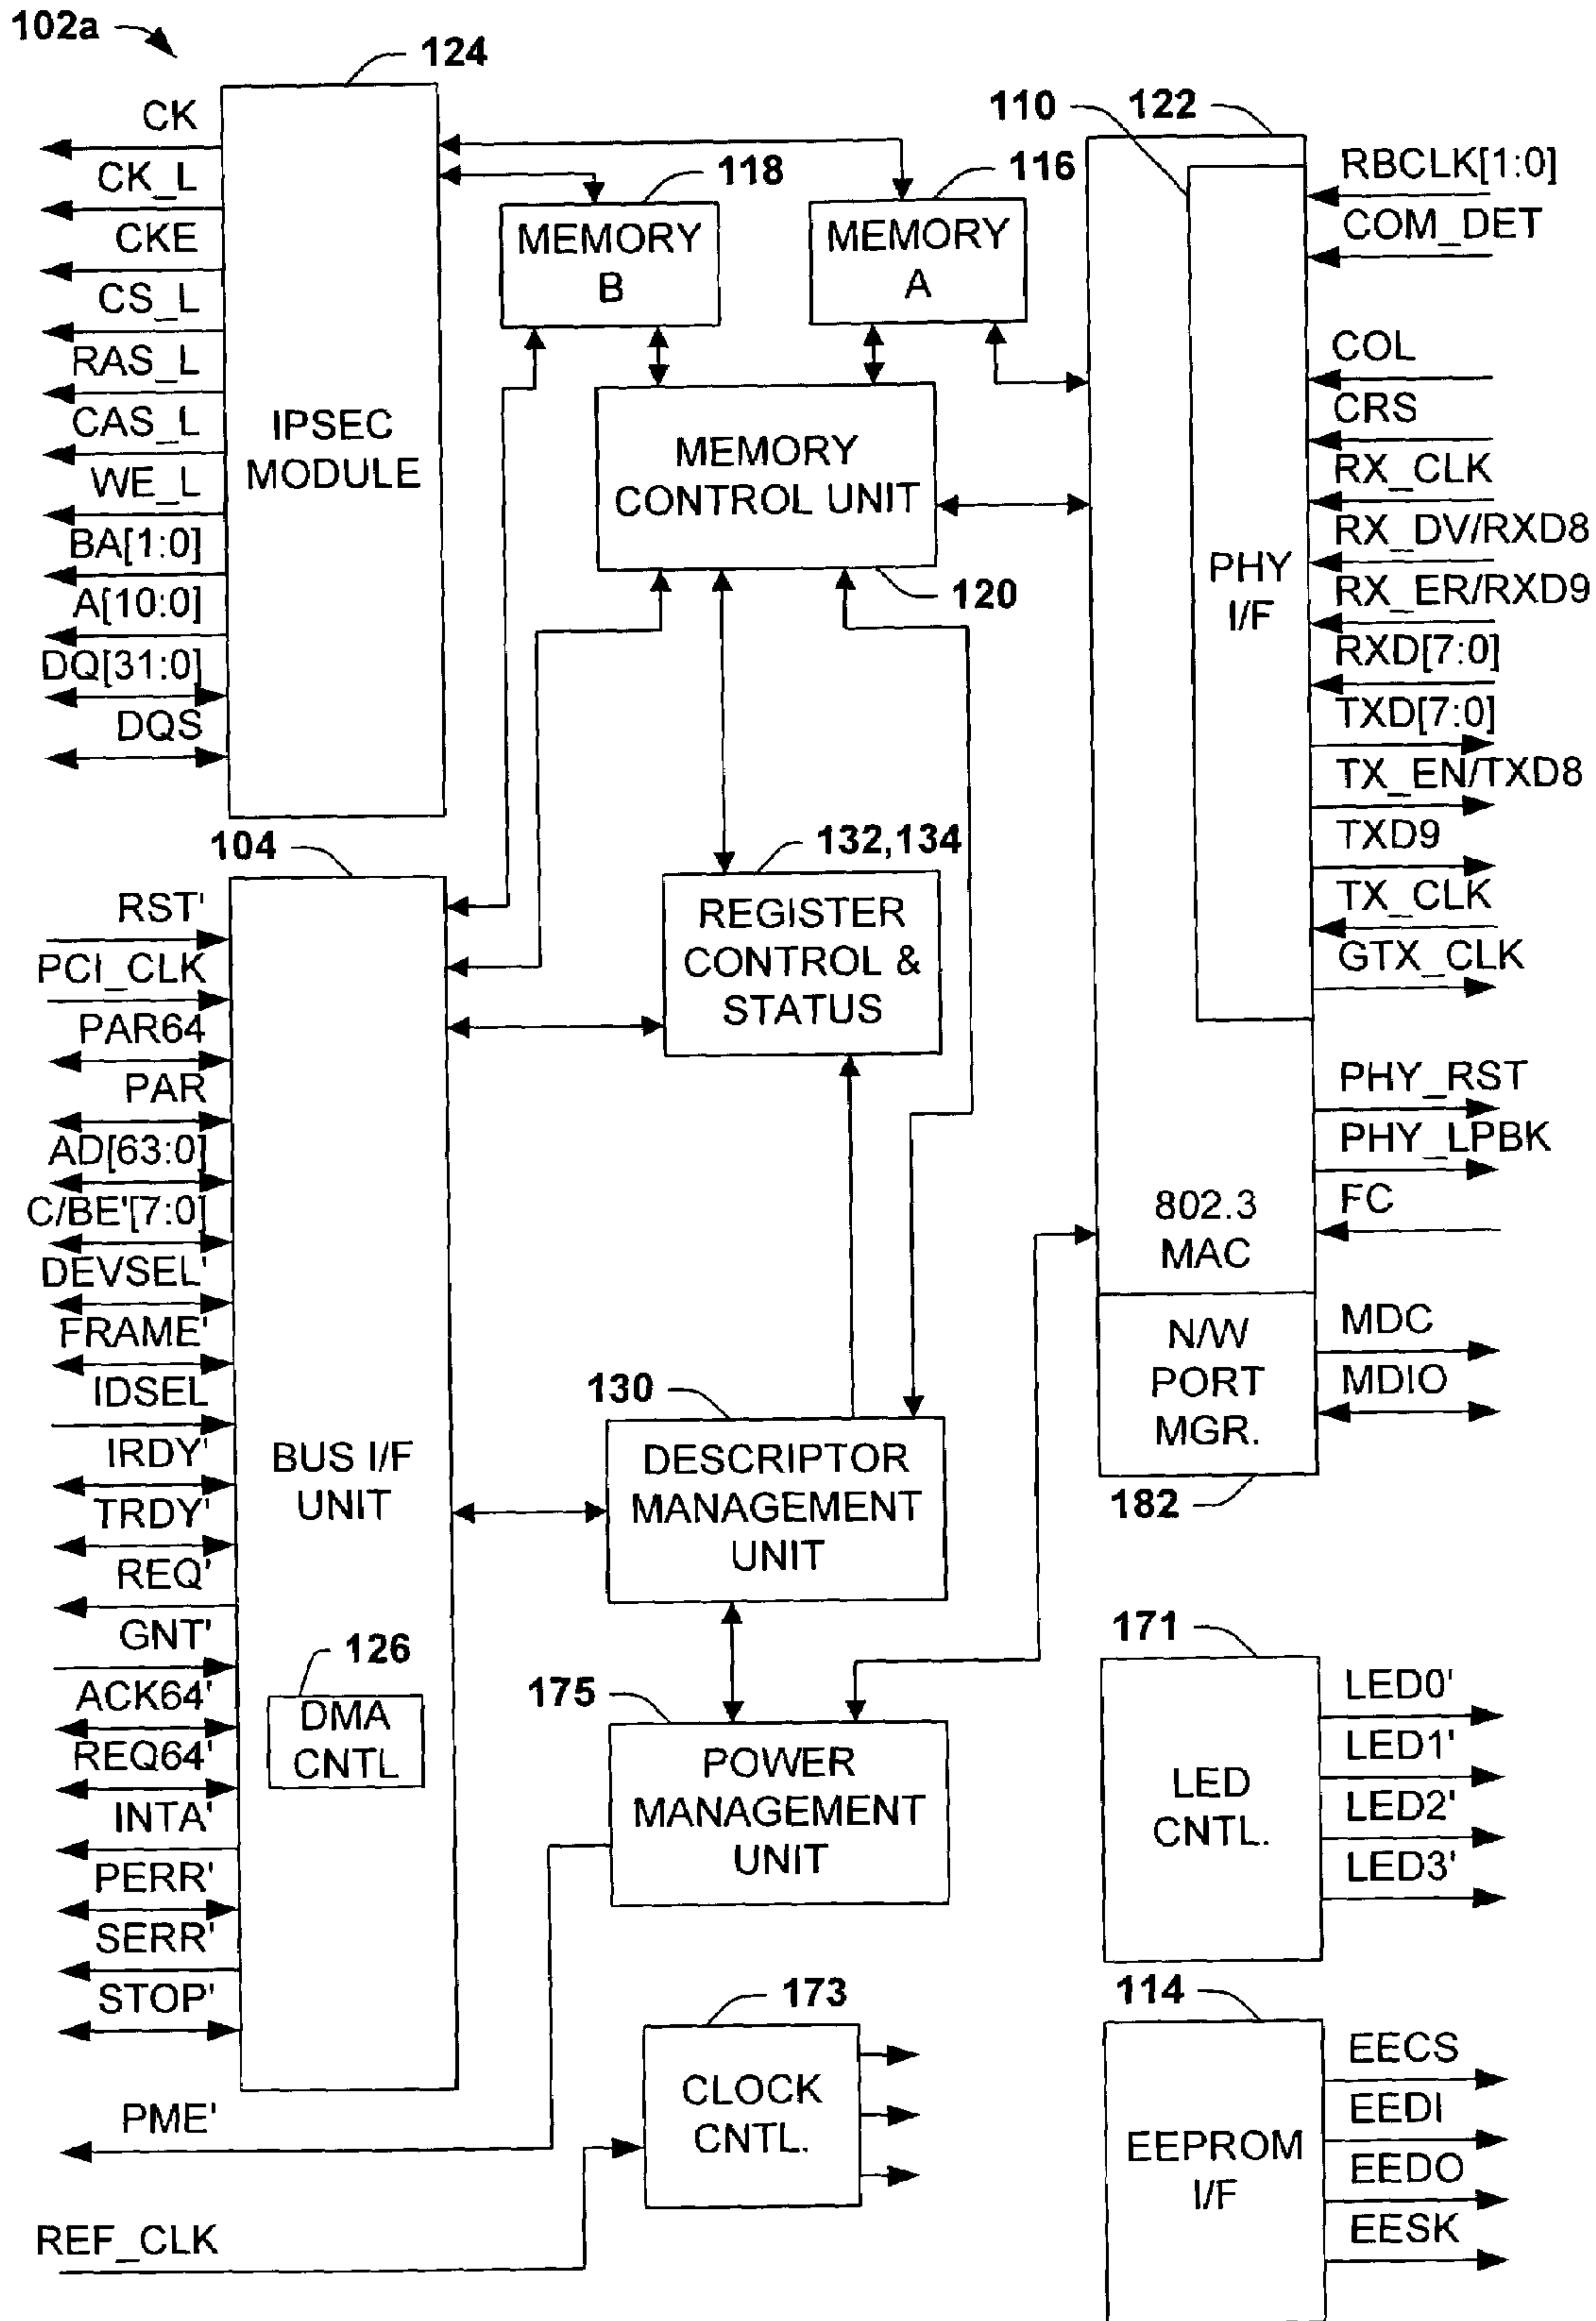 102a
124
CK
CK_L
CKE
CS_L
RAS_L
CAS_L
WE_L
BA[1:0]
A[10:0]
DQ[31:0]
DQS
IPSEC
MODULE
118
MEMORY
B
116
MEMORY
A
MEMORY
CONTROL UNIT
120
110
122
PHY
I/F
RBCLK[1:0]
COM_DET
COL
CRS
RX_CLK
RX_DV/RXD8
RX_ER/RXD9
RXD[7:0]
TXD[7:0]
TX_EN/TXD8
TXD9
TX_CLK
GTX_CLK
PHY_RST
PHY_LPBK
FC
802.3
MAC
N/W
PORT
MGR.
MDC
MDIO
182
104
RST'
PCI_CLK
PAR64
PAR
AD[63:0]
C/BE'[7:0]
DEVSEL'
FRAME'
IDSEL
IRDY'
TRDY'
REQ'
GNT'
ACK64'
REQ64'
INTA'
PERR'
SERR'
STOP'
PME'
REF_CLK
BUS I/F
UNIT
126
DMA
CNTL
132,134
REGISTER
CONTROL &
STATUS
130
DESCRIPTOR
MANAGEMENT
UNIT
175
POWER
MANAGEMENT
UNIT
173
CLOCK
CNTL.
171
LED
CNTL.
LED0'
LED1'
LED2'
LED3'
114
EEPROM
I/F
EECS
EEDI
EEDO
EESK